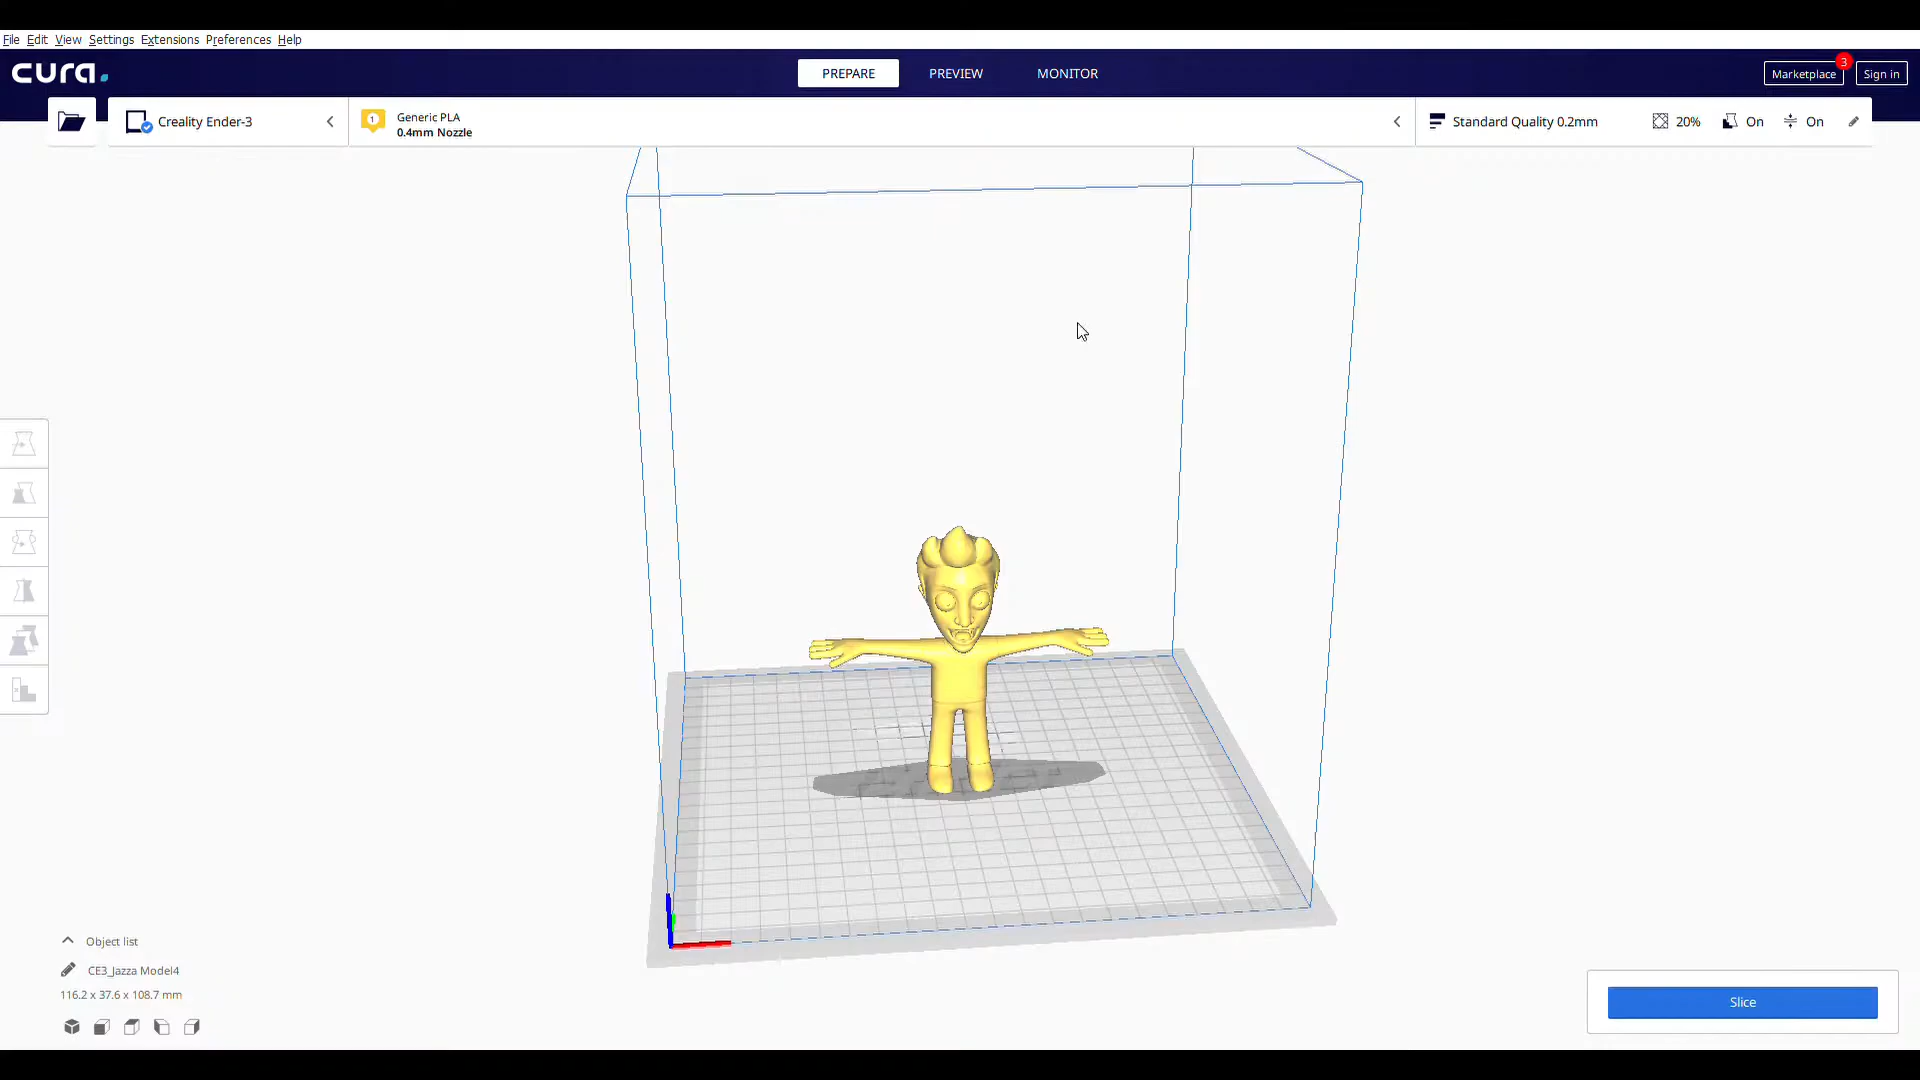 File Edit View Settings Extensions Preferences Help
cura.
PREPARE PREVIEW MONITOR
Marketplace 3 Sign in
Creality Ender-3
1 Generic PLA
0.4mm Nozzle
Standard Quality 0.2mm 20% On On
Object list
CE3_Jazza Model4
116.2 x 37.6 x 108.7 mm
Slice